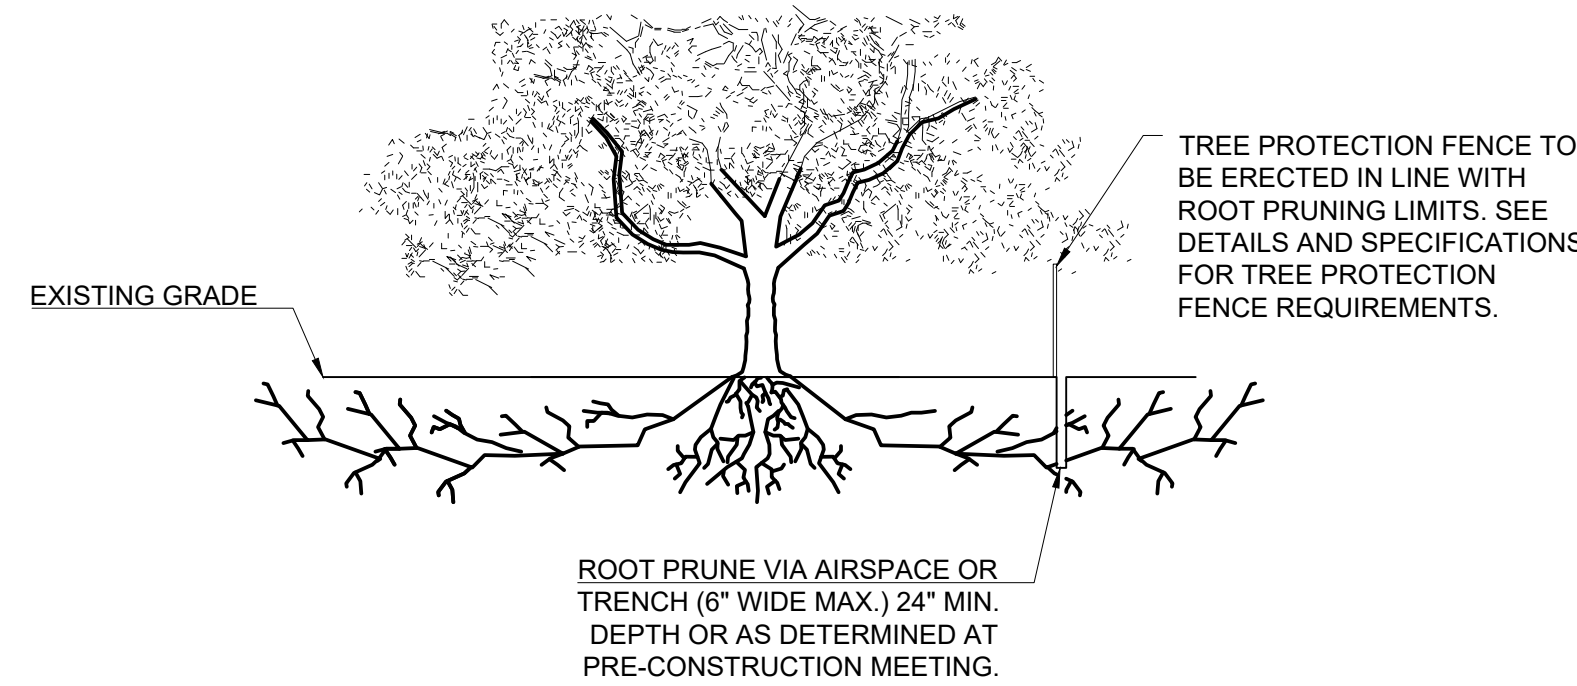 TREE PROTECTION FENCE TO
BE ERECTED IN LINE WITH
ROOT PRUNING LIMITS. SEE
DETAILS AND SPECIFICATIONS
FOR TREE PROTECTION
FENCE REQUIREMENTS.
EXISTING GRADE
ROOT PRUNE VIA AIRSPACE OR
TRENCH (6" WIDE MAX.) 24" MIN.
DEPTH OR AS DETERMINED AT
PRE-CONSTRUCTION MEETING.